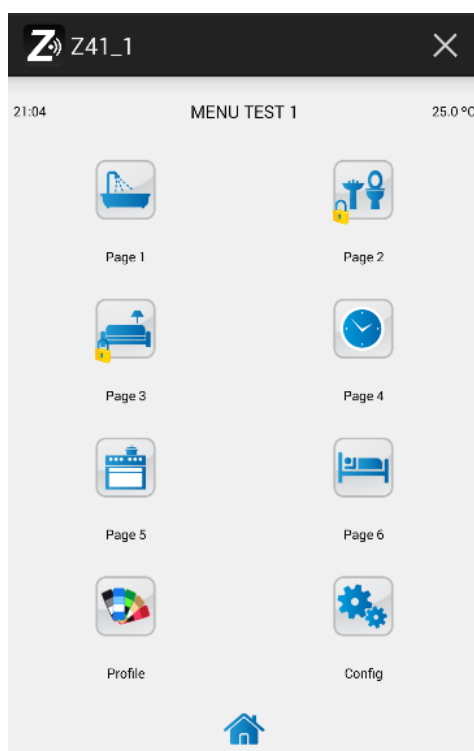 Z Z41_1
21:04 MENU TEST 1 25.0 ºC
Page 1 Page 2
Page 3 Page 4
Page 5 Page 6
Profile Config